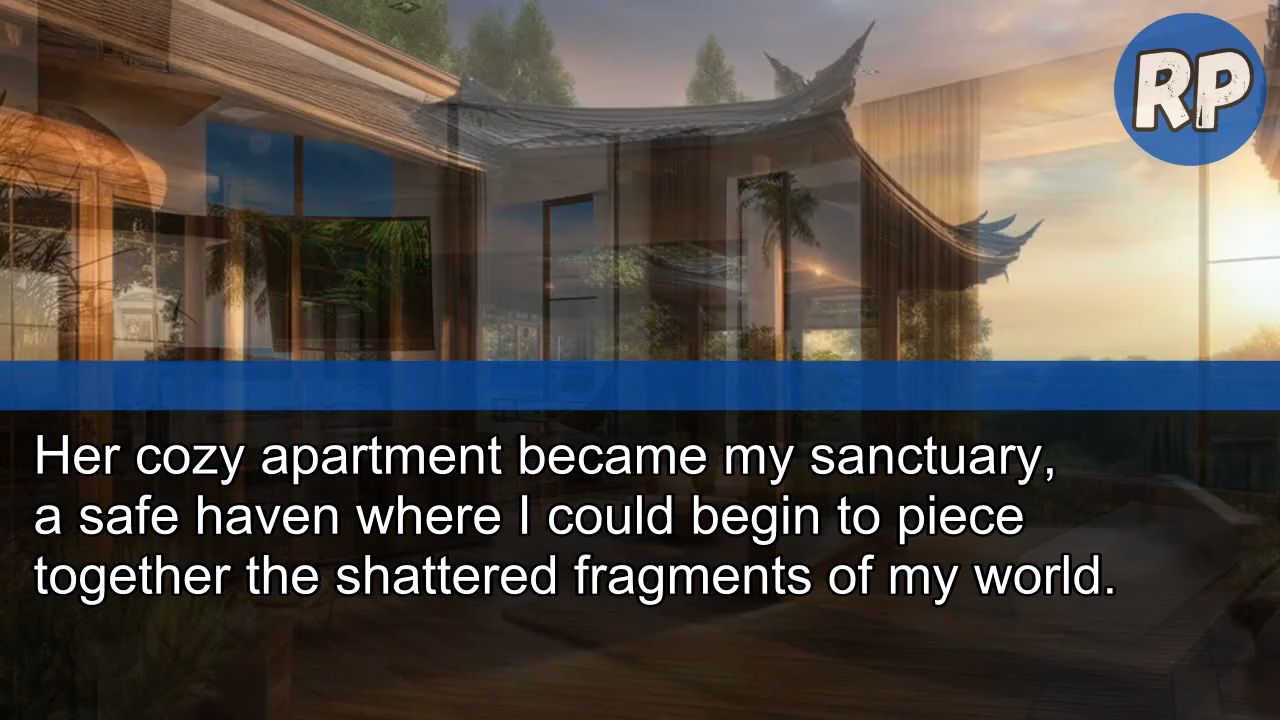 RP
Her cozy apartment became my sanctuary,
a safe haven where I could begin to piece
together the shattered fragments of my world.